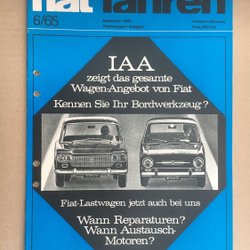 fiat fahren
6/65
IAA
zeigt das gesamte
Wagen-Angebot von Fiat
Kennen Sie Ihr Bordwerkzeug?
Fiat-Lastwagen jetzt auch bei uns
Wann Reparaturen?
Wann Austausch-
Motoren?